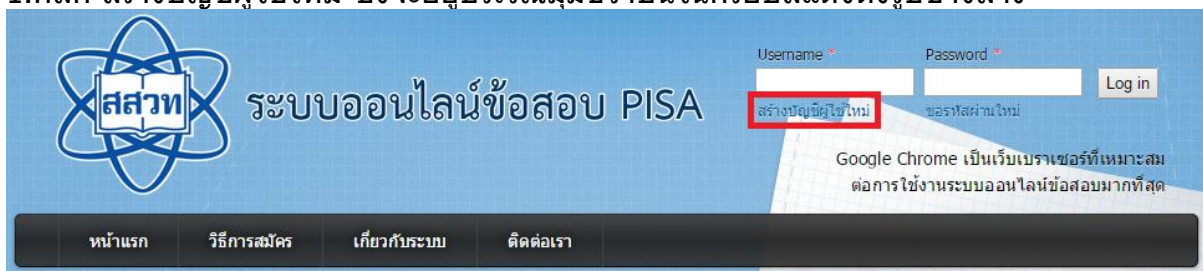 Username *
Password *
Log in
สร้างบัญชีผู้ใช้ใหม่
ขอรหัสผ่านใหม่
สสวท
ระบบออนไลน์ข้อสอบ PISA
Google Chrome เป็นเว็บเบราเซอร์ที่เหมาะสม
ต่อการใช้งานระบบออนไลน์ข้อสอบมากที่สุด
หน้าแรก วิธีการสมัคร เกี่ยวกับระบบ ติดต่อเรา